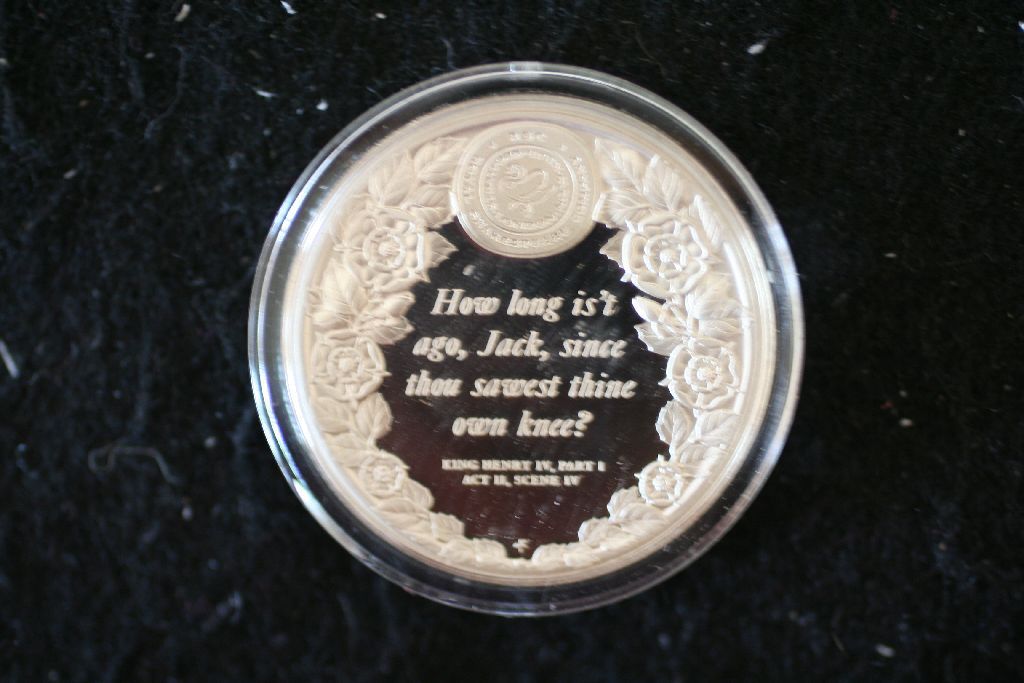 How long is't
ago, Jack, since
thou sawest thine
own knee?
KING HENRY IV, PART I
ACT II, SCENE IV